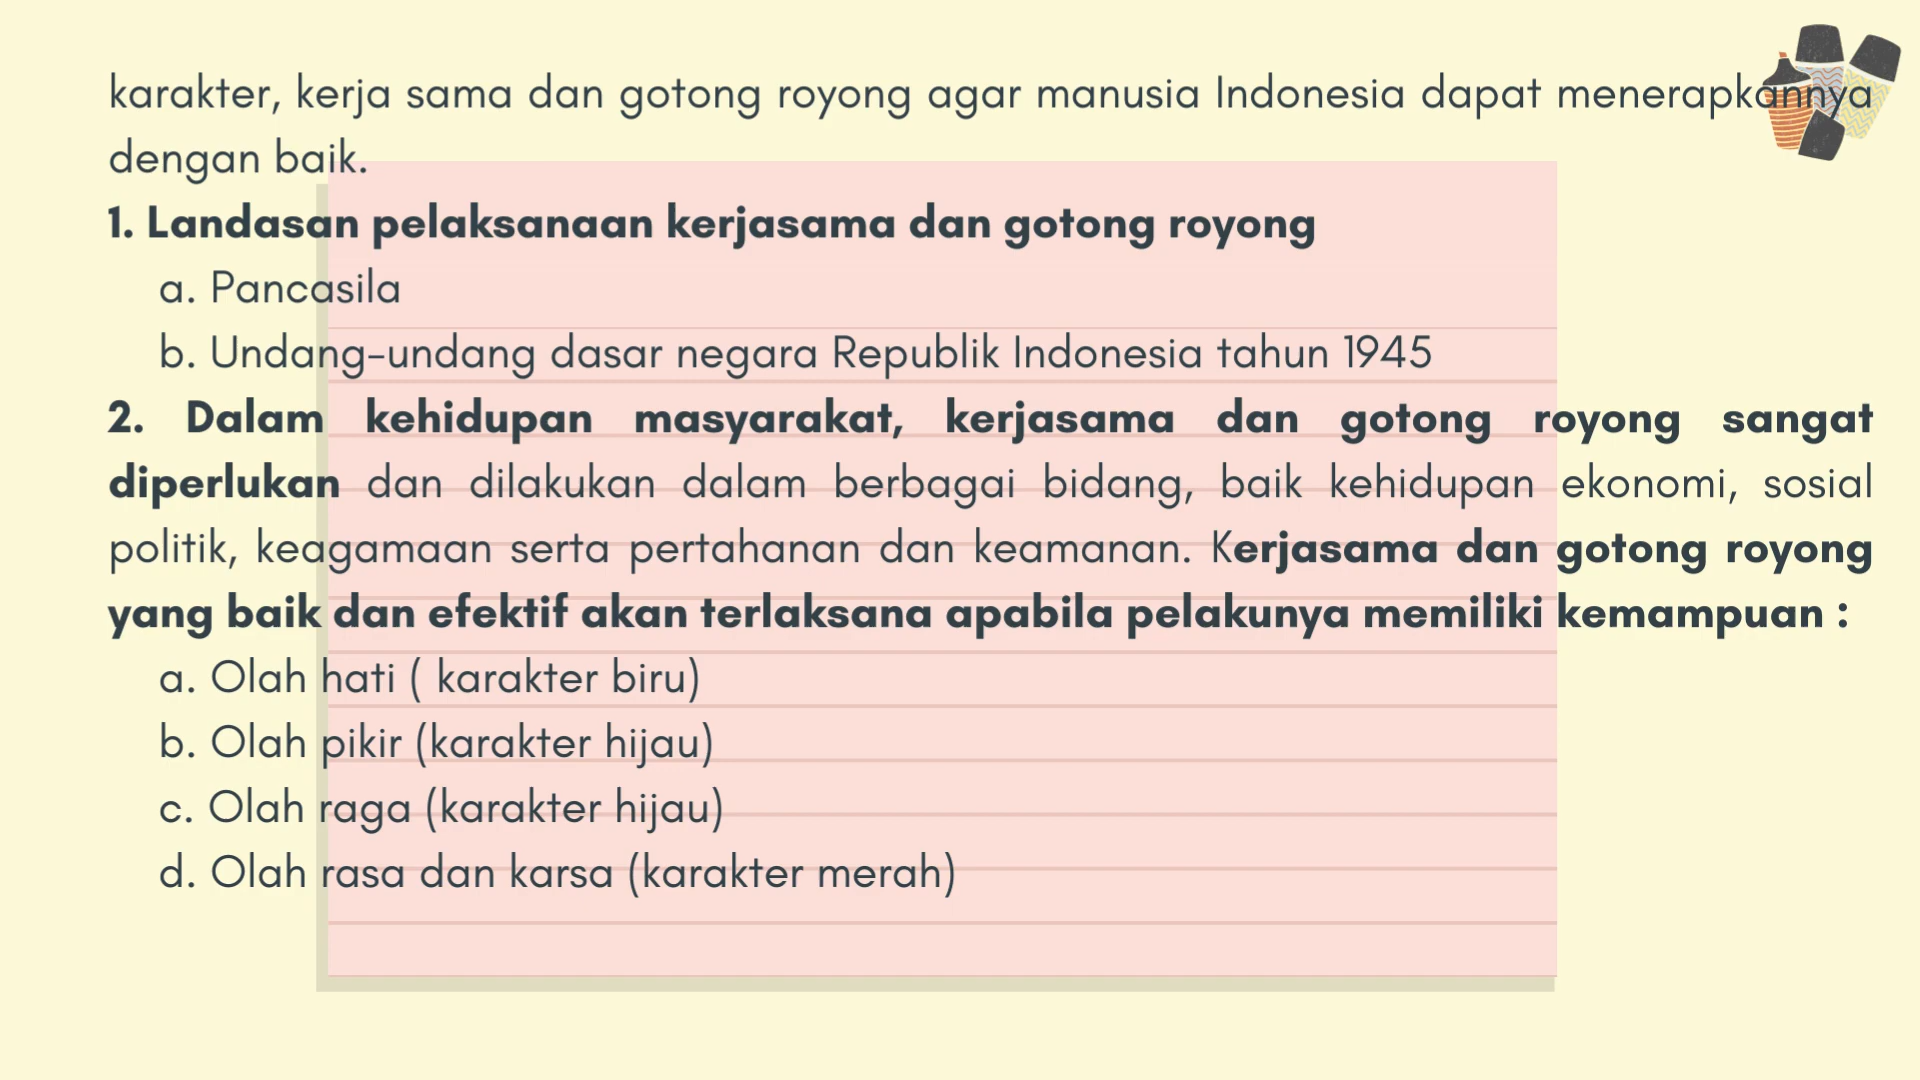 karakter, kerja sama dan gotong royong agar manusia Indonesia dapat menerapkannya
dengan baik.
1. Landasan pelaksanaan kerjasama dan gotong royong
a. Pancasila
b. Undang-undang dasar negara Republik Indonesia tahun 1945
2. Dalam kehidupan masyarakat, kerjasama dan gotong royong sangat
diperlukan dan dilakukan dalam berbagai bidang, baik kehidupan ekonomi, sosial
politik, keagamaan serta pertahanan dan keamanan. Kerjasama dan gotong royong
yang baik dan efektif akan terlaksana apabila pelakunya memiliki kemampuan :
a. Olah hati ( karakter biru)
b. Olah pikir (karakter hijau)
c. Olah raga (karakter hijau)
d. Olah rasa dan karsa (karakter merah)